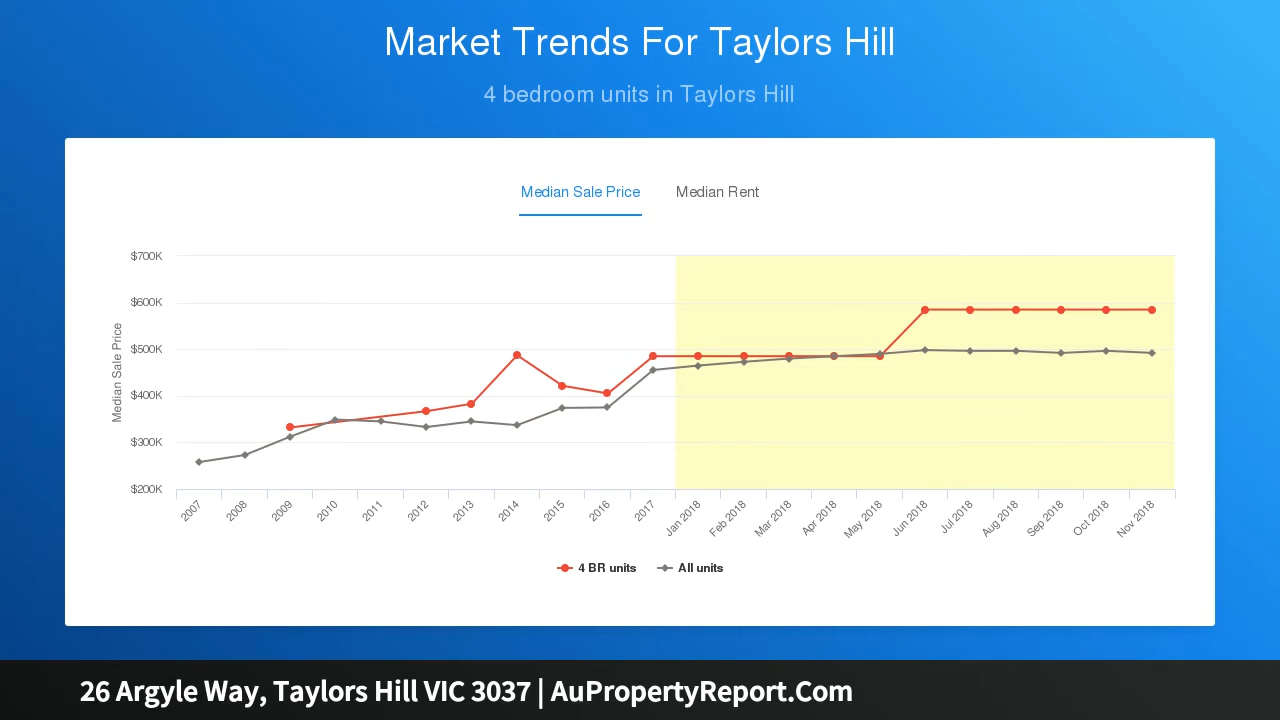 Market Trends For Taylors Hill
4 bedroom units in Taylors Hill
Median Sale Price Median Rent
Median Sale Price
$700K
$600K
$500K
$400K
$300K
$200K
2007 2008 2009 2010 2011 2012 2013 2014 2015 2016 2017 Jan 2018 Feb 2018 Mar 2018 Apr 2018 May 2018 Jun 2018 Jul 2018 Aug 2018 Sep 2018 Oct 2018 Nov 2018
4 BR units All units
26 Argyle Way, Taylors Hill VIC 3037 | AuPropertyReport.Com